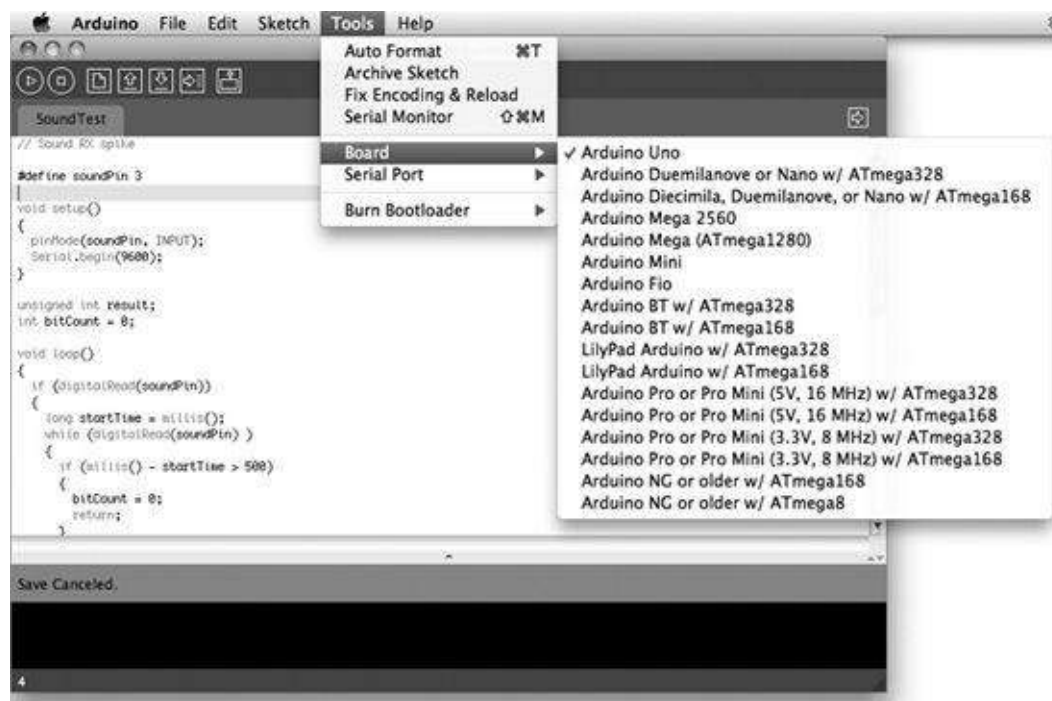 Arduino File Edit Sketch Tools Help
Auto Format ⌘T
Archive Sketch
Fix Encoding & Reload
Serial Monitor ⇧⌘M
Board
Serial Port
Burn Bootloader
✓ Arduino Uno
Arduino Duemilanove or Nano w/ ATmega328
Arduino Diecimila, Duemilanove, or Nano w/ ATmega168
Arduino Mega 2560
Arduino Mega (ATmega1280)
Arduino Mini
Arduino Fio
Arduino BT w/ ATmega328
Arduino BT w/ ATmega168
LilyPad Arduino w/ ATmega328
LilyPad Arduino w/ ATmega168
Arduino Pro or Pro Mini (5V, 16 MHz) w/ ATmega328
Arduino Pro or Pro Mini (5V, 16 MHz) w/ ATmega168
Arduino Pro or Pro Mini (3.3V, 8 MHz) w/ ATmega328
Arduino Pro or Pro Mini (3.3V, 8 MHz) w/ ATmega168
Arduino NG or older w/ ATmega168
Arduino NG or older w/ ATmega8
SoundTest
// Sound RX spike
#define soundPin 3
void setup()
{
pinMode(soundPin, INPUT);
Serial.begin(9600);
}
unsigned int result;
int bitCount = 0;
void loop()
{
if (digitalRead(soundPin))
{
long startTime = millis();
while (digitalRead(soundPin) )
{
if (millis() - startTime > 500)
{
bitCount = 0;
return;
}
Save Canceled.
4